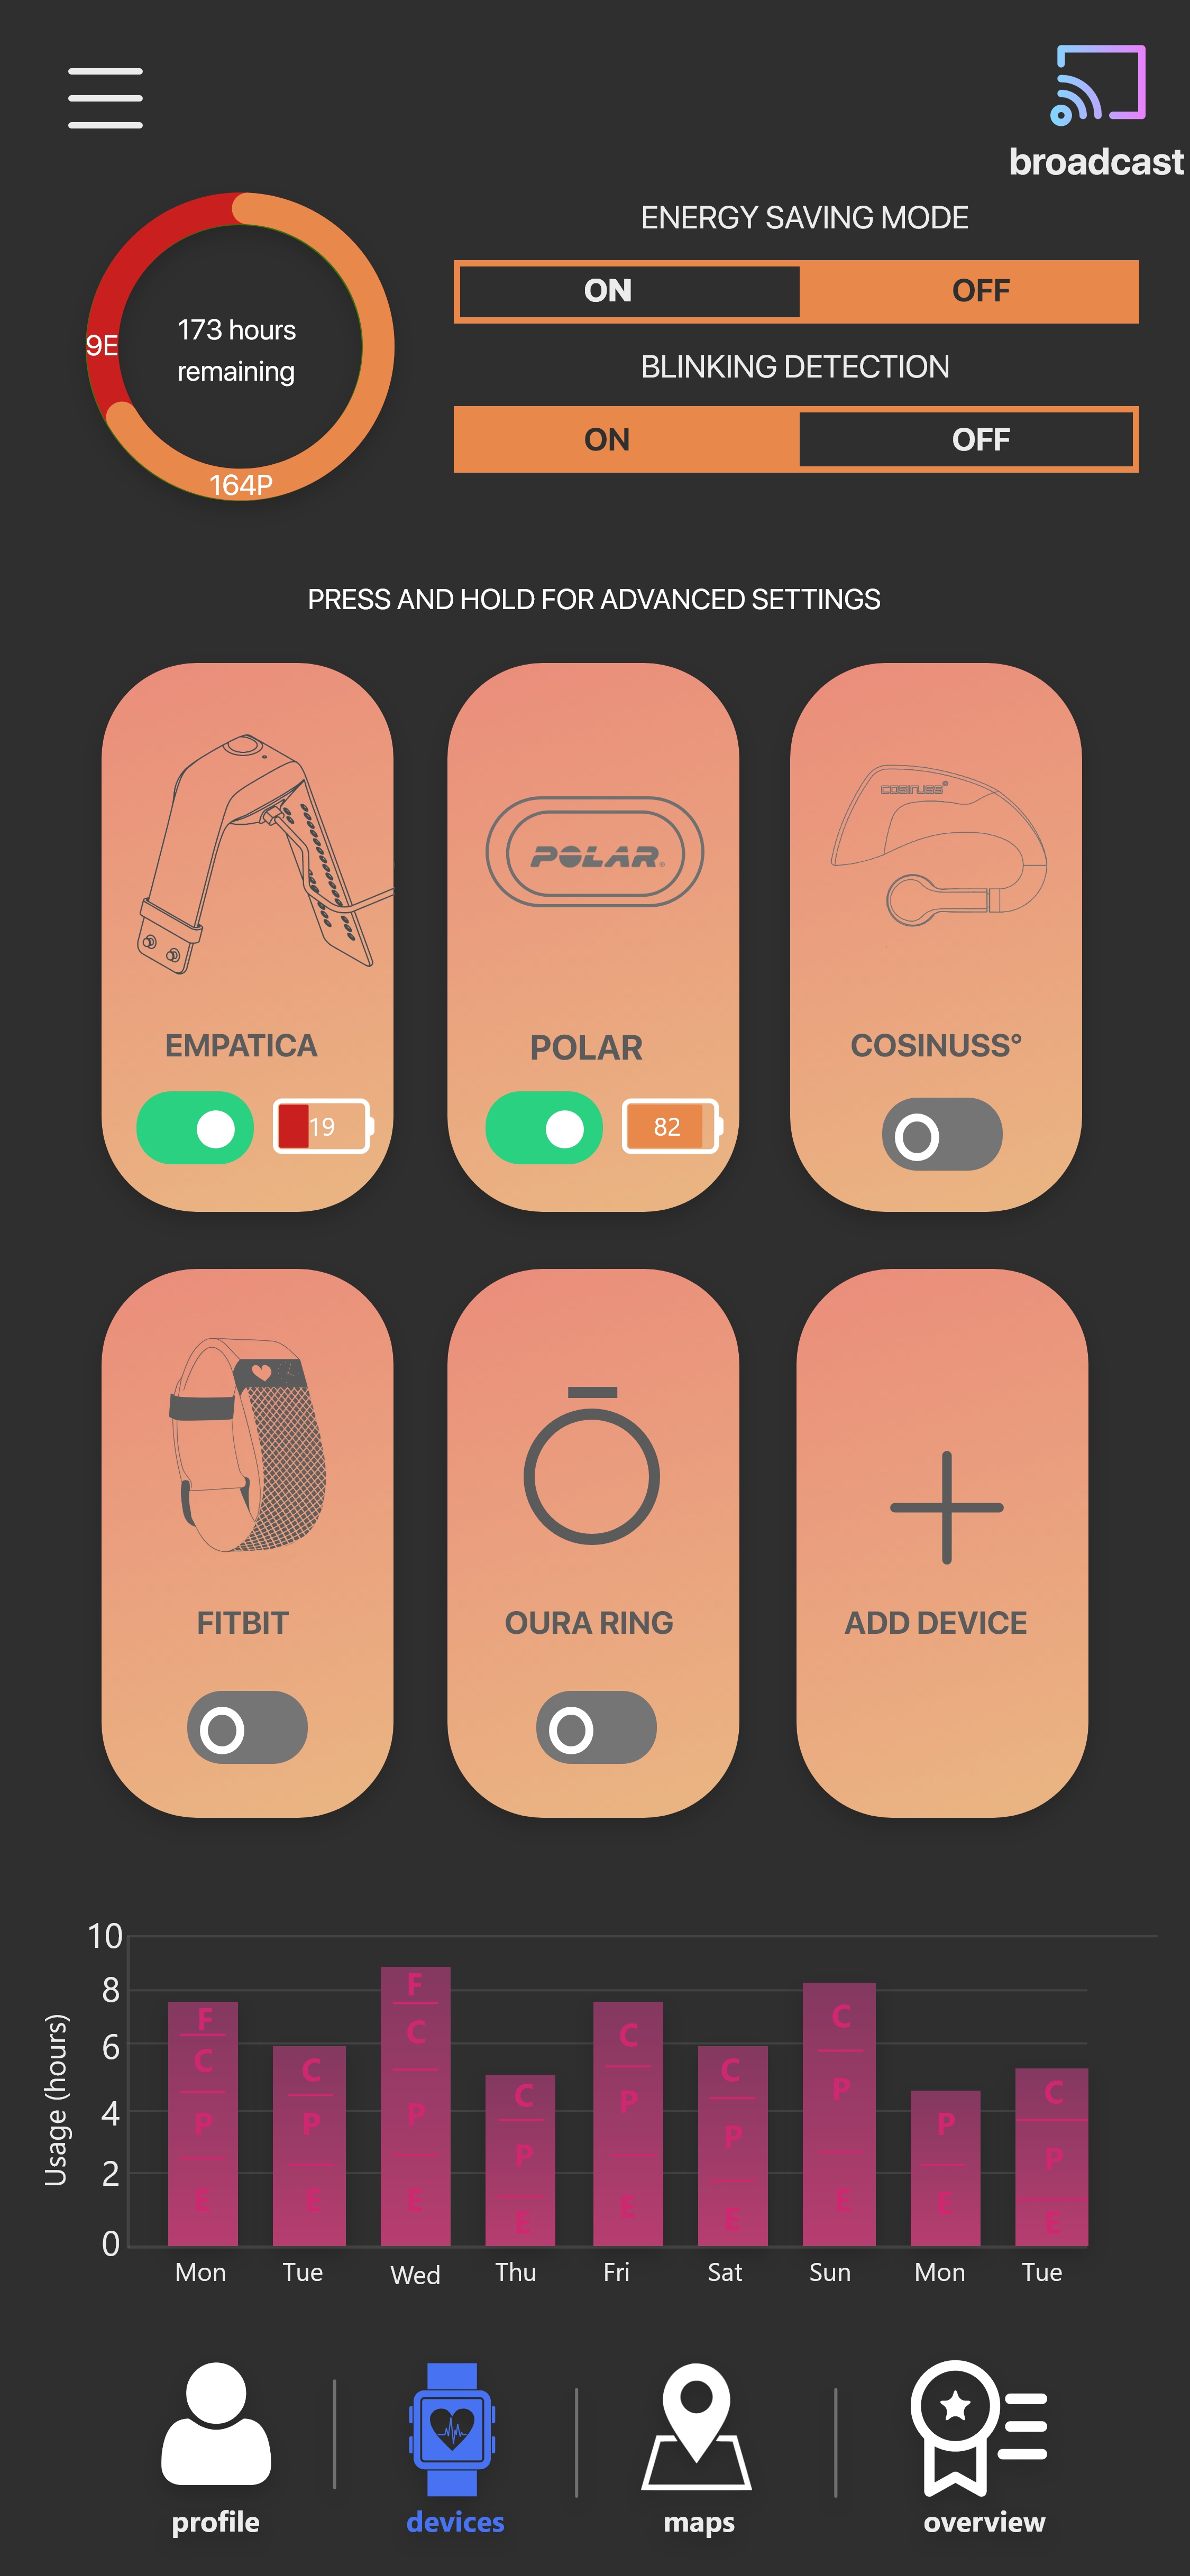 broadcast
ENERGY SAVING MODE
ON OFF
173 hours
remaining
9E
BLINKING DETECTION
ON OFF
164P
PRESS AND HOLD FOR ADVANCED SETTINGS
COSINUSS°
POLAR®
EMPATICA POLAR COSINUSS°
19 82
FITBIT OURA RING ADD DEVICE
Usage (hours)
10
8
6
4
2
0
F C P E
C P E
F C P E
C P E
C P E
C P E
C P E
P E
C P E
Mon Tue Wed Thu Fri Sat Sun Mon Tue
profile devices maps overview